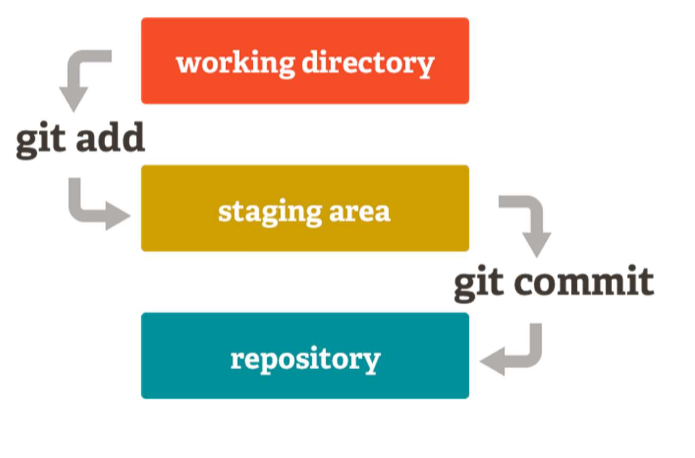 working directory
git add
staging area
git commit
repository